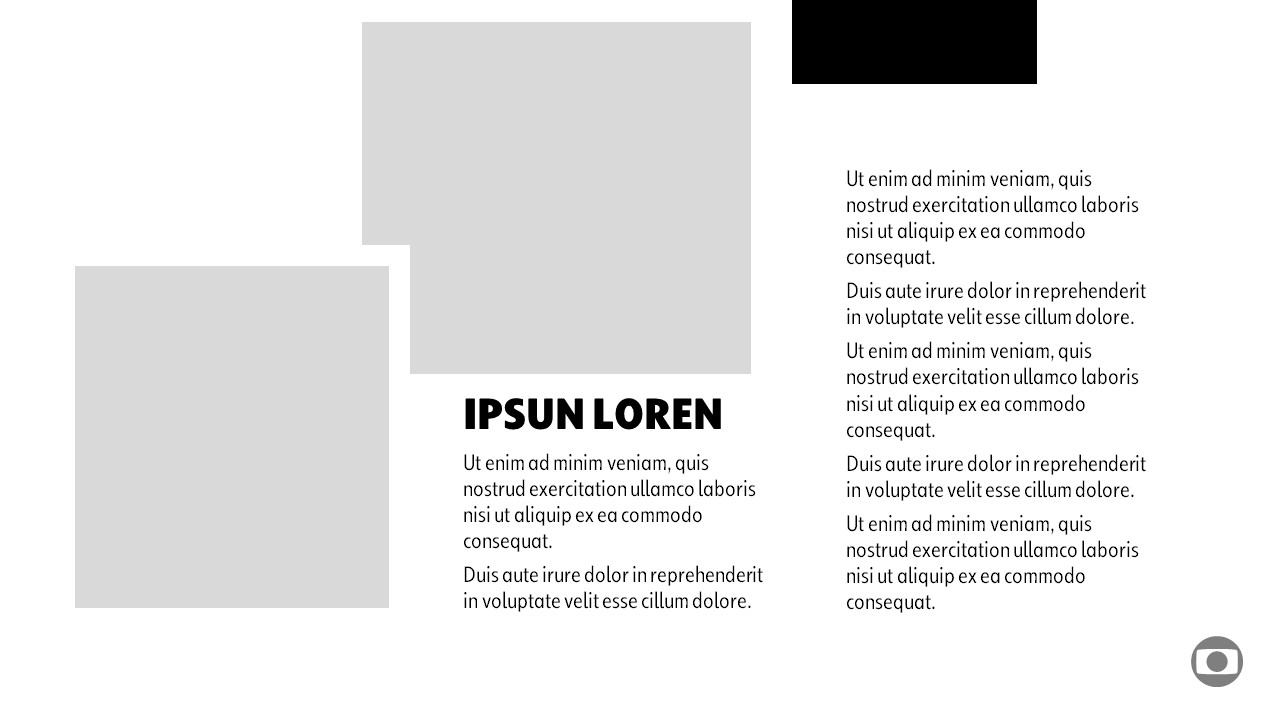 IPSUN LOREN
Ut enim ad minim veniam, quis
nostrud exercitation ullamco laboris
nisi ut aliquip ex ea commodo
consequat.
Duis aute irure dolor in reprehenderit
in voluptate velit esse cillum dolore.
Ut enim ad minim veniam, quis
nostrud exercitation ullamco laboris
nisi ut aliquip ex ea commodo
consequat.
Duis aute irure dolor in reprehenderit
in voluptate velit esse cillum dolore.
Ut enim ad minim veniam, quis
nostrud exercitation ullamco laboris
nisi ut aliquip ex ea commodo
consequat.
Duis aute irure dolor in reprehenderit
in voluptate velit esse cillum dolore.
Ut enim ad minim veniam, quis
nostrud exercitation ullamco laboris
nisi ut aliquip ex ea commodo
consequat.